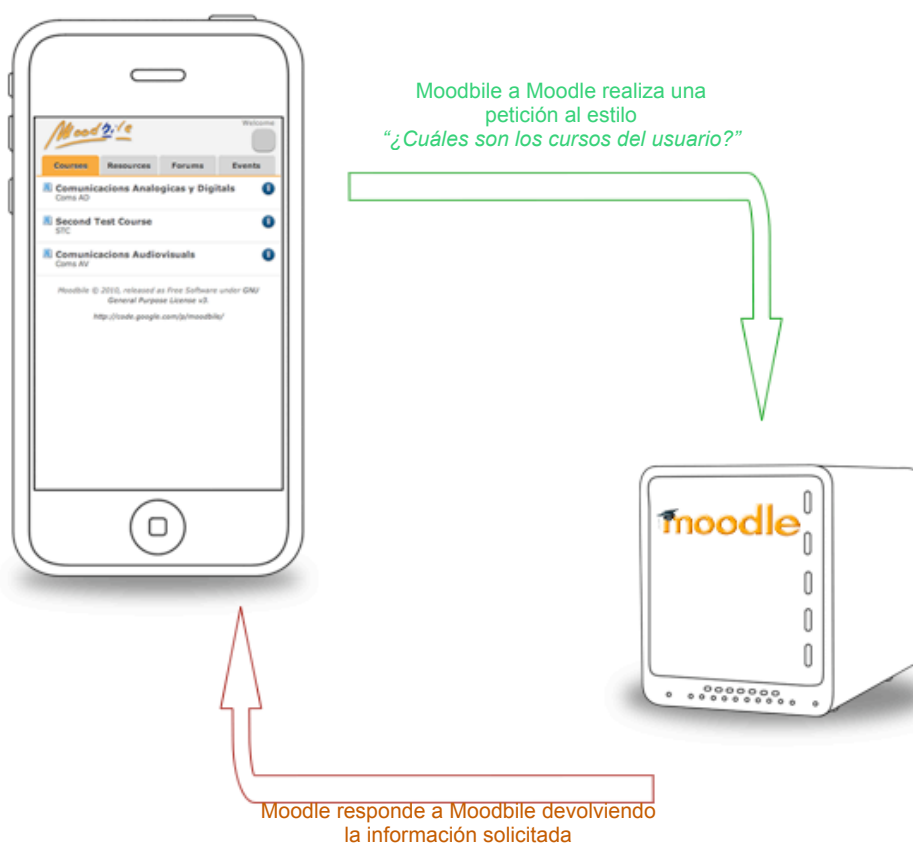 Moodbile
Welcome
Courses Resources Forums Events
Comunicacions Analogicas y Digitals
Coms AD
Second Test Course
STC
Comunicacions Audiovisuals
Coms AV
Moodbile © 2010, released as Free Software under GNU
General Purpose License v3.
http://code.google.com/p/moodbile/
Moodbile a Moodle realiza una
petición al estilo
“¿Cuáles son los cursos del usuario?”
moodle
Moodle responde a Moodbile devolviendo
la información solicitada